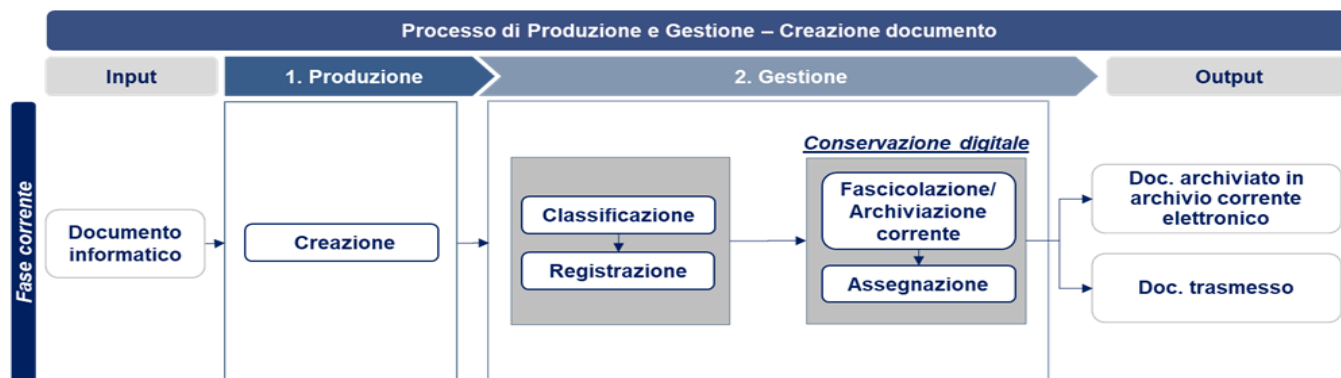 Processo di Produzione e Gestione – Creazione documento
Input
1. Produzione
2. Gestione
Output
Fase corrente
Documento
informatico
Creazione
Classificazione
Registrazione
Conservazione digitale
Fascicolazione/
Archiviazione
corrente
Assegnazione
Doc. archiviato in
archivio corrente
elettronico
Doc. trasmesso